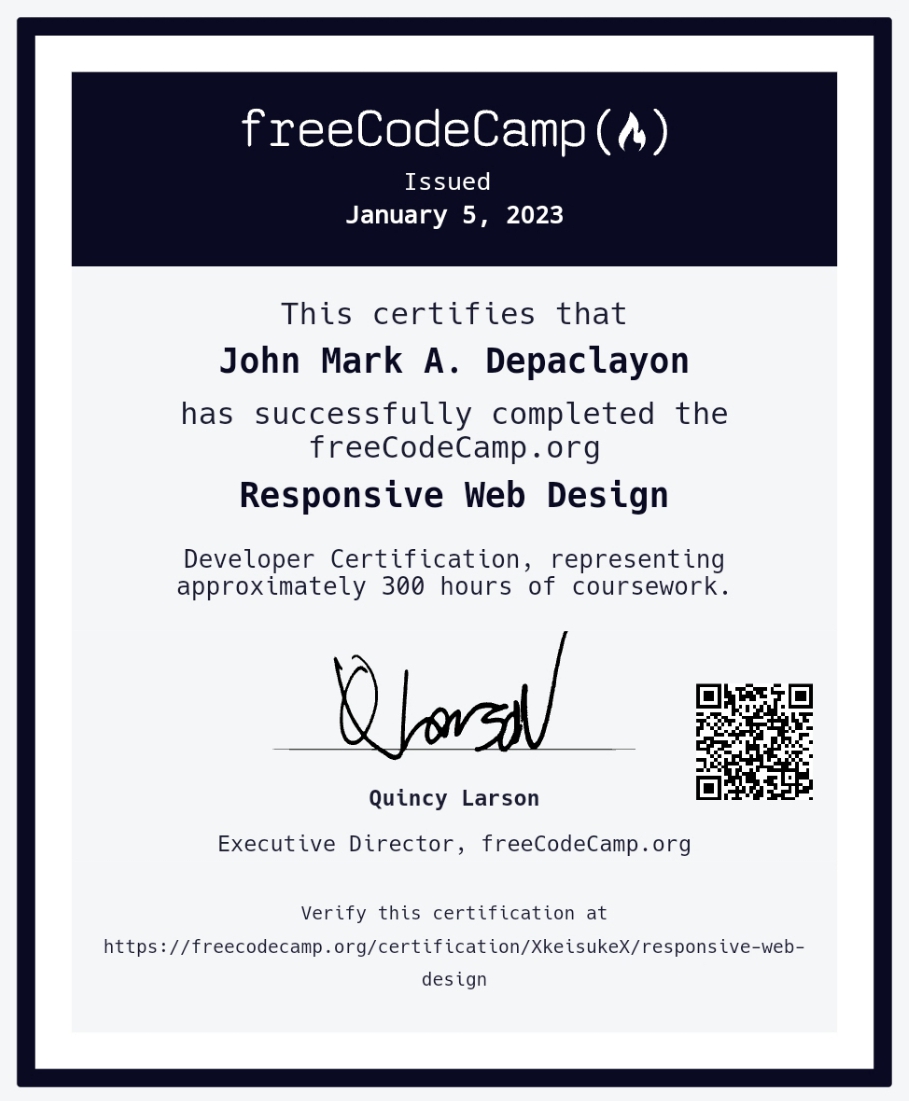 freeCodeCamp(🔥)
Issued
January 5, 2023
This certifies that
John Mark A. Depaclayon
has successfully completed the
freeCodeCamp.org
Responsive Web Design
Developer Certification, representing
approximately 300 hours of coursework.
Q Larson
Quincy Larson
Executive Director, freeCodeCamp.org
Verify this certification at
https://freecodecamp.org/certification/XkeisukeX/responsive-web-
design